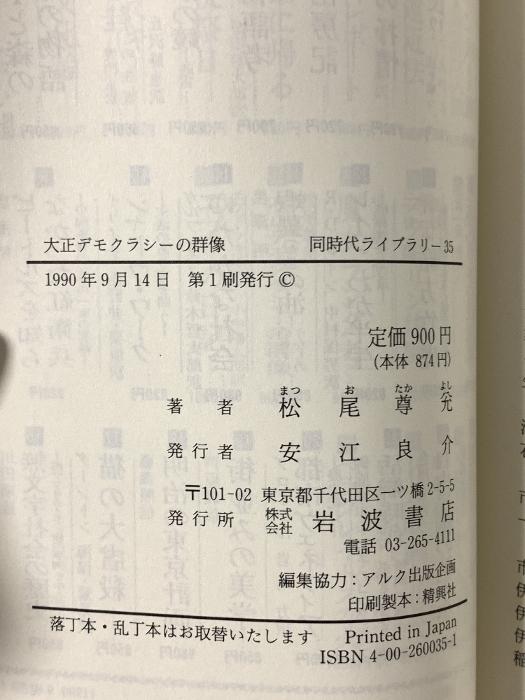 大正デモクラシーの群像 同時代ライブラリー35
1990年9月14日 第1刷発行©
定価900円
(本体 874円)
まつ お たか よし
著者 松尾尊兊
発行者 安江良介
〒101-02 東京都千代田区一ツ橋2-5-5
発行所 株式会社 岩波書店
電話 03-265-4111
編集協力：アルク出版企画
印刷製本：精興社
落丁本・乱丁本はお取替いたします Printed in Japan
ISBN 4-00-260035-1